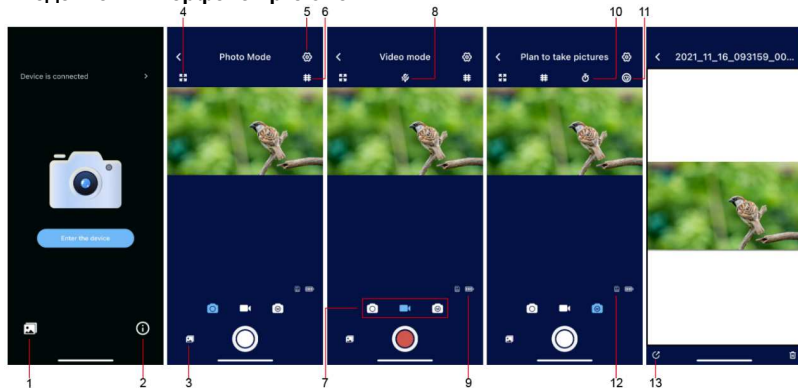 4 5 6 8 10 11
Device is connected
Photo Mode
Video mode
Plan to take pictures
2021_11_16_093159_00...
Enter the device
1 2 3 7 9 12 13